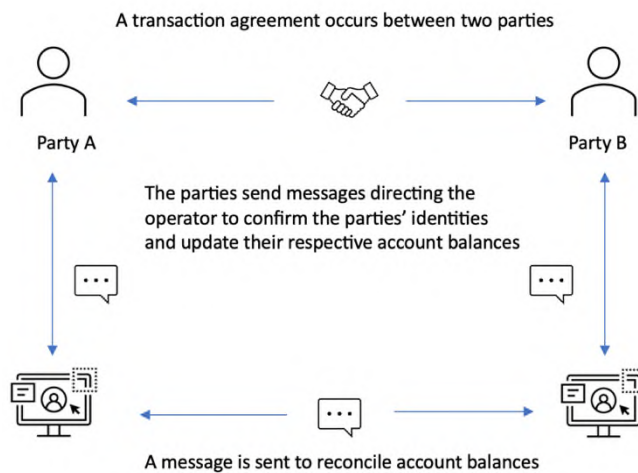 A transaction agreement occurs between two parties
Party A
Party B
The parties send messages directing the
operator to confirm the parties’ identities
and update their respective account balances
A message is sent to reconcile account balances